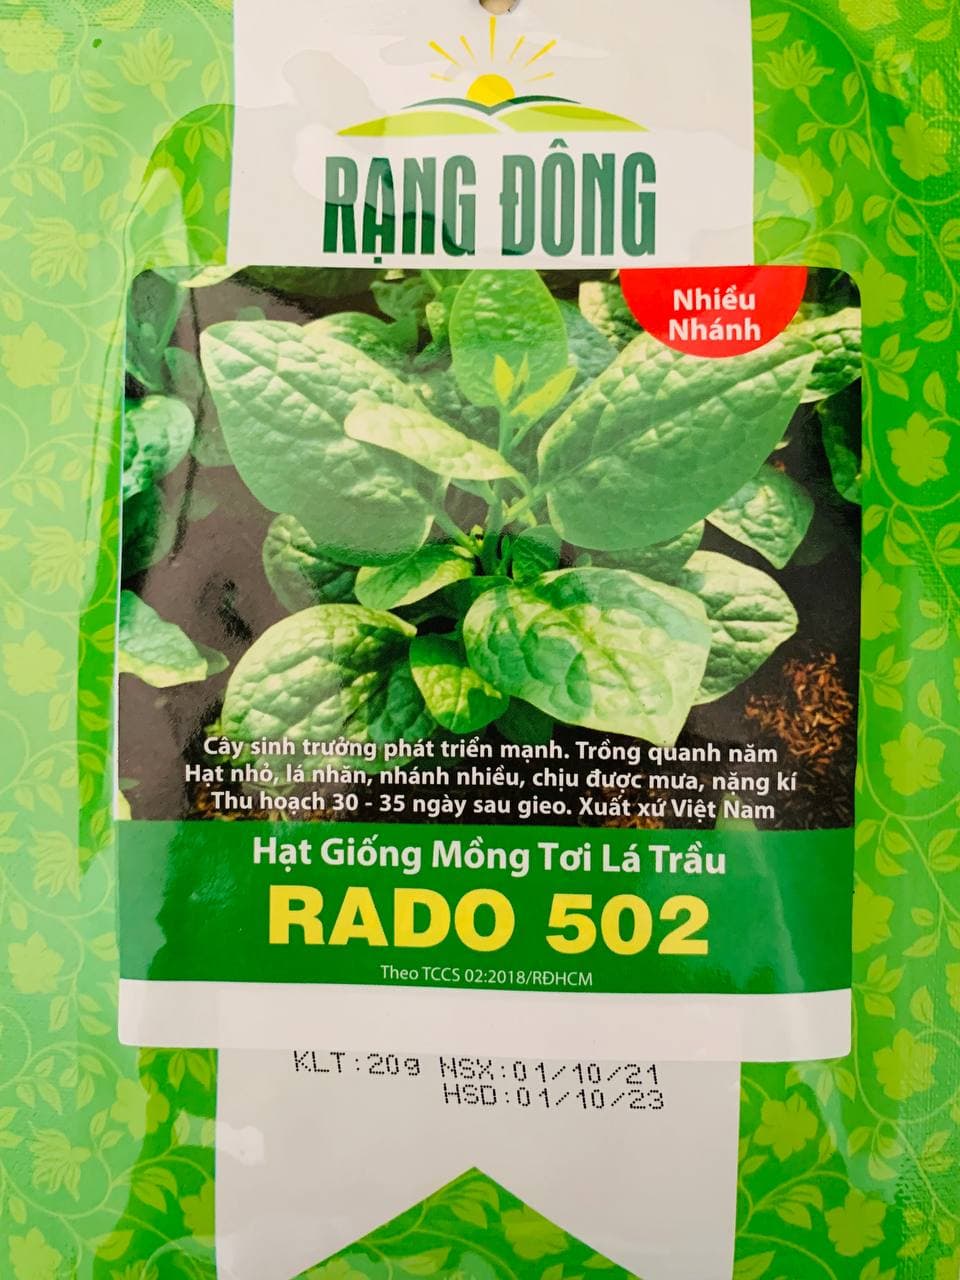 RẠNG ĐÔNG
Nhiều
Nhánh
Cây sinh trưởng phát triển mạnh. Trồng quanh năm
Hạt nhỏ, lá nhăn, nhánh nhiều, chịu được mưa, nặng kí
Thu hoạch 30 - 35 ngày sau gieo. Xuất xứ Việt Nam
Hạt Giống Mồng Tơi Lá Trầu
RADO 502
Theo TCCS 02:2018/RĐHCM
KLT:20g NSX:01/10/21
HSD:01/10/23